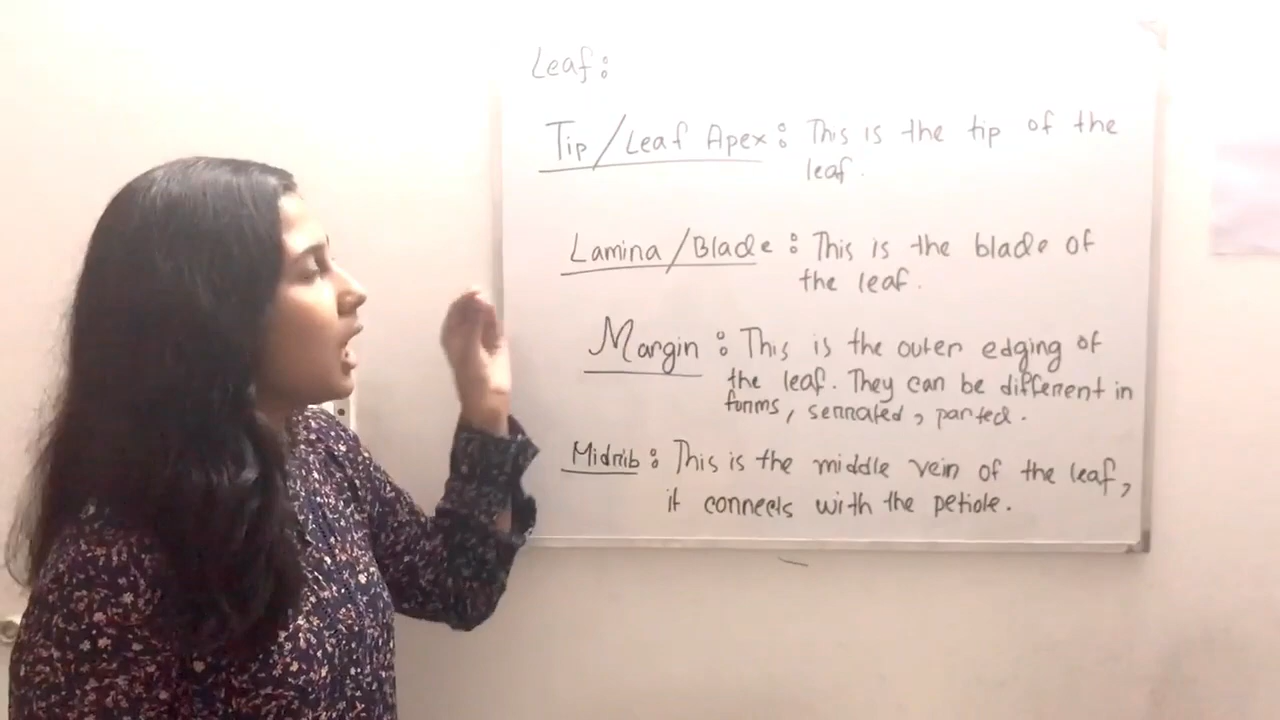 Leaf:
Tip/Leaf Apex: This is the tip of the
leaf.
Lamina/Blade: This is the blade of
the leaf.
Margin: This is the outer edging of
the leaf. They can be different in
forms, serrated, parted.
Midrib: This is the middle vein of the leaf,
it connects with the petiole.